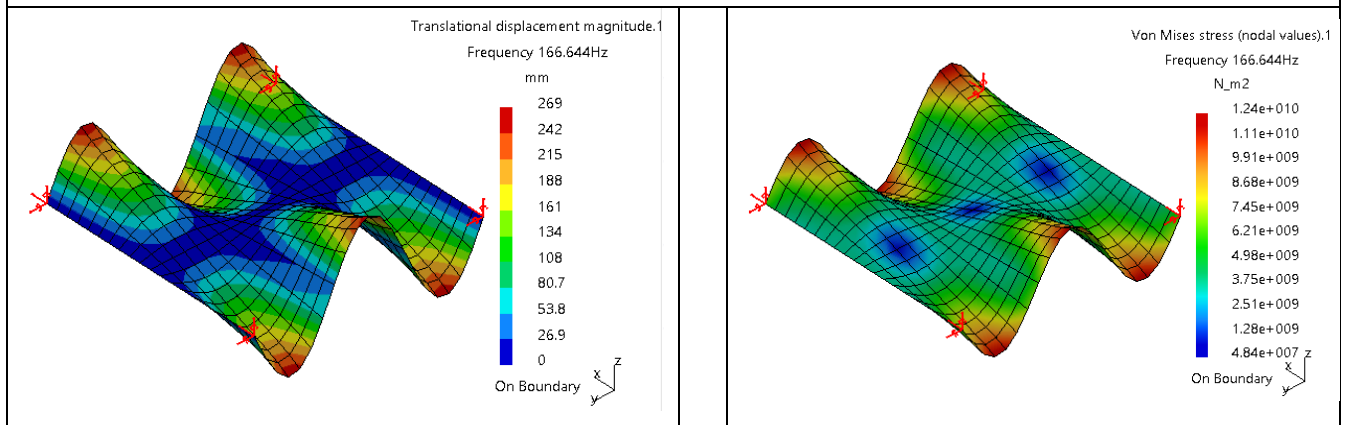 Translational displacement magnitude.1
Frequency 166.644Hz
mm
269
242
215
188
161
134
108
80.7
53.8
26.9
0
On Boundary
x
z
y
Von Mises stress (nodal values).1
Frequency 166.644Hz
N_m2
1.24e+010
1.11e+010
9.91e+009
8.68e+009
7.45e+009
6.21e+009
4.98e+009
3.75e+009
2.51e+009
1.28e+009
4.84e+007
On Boundary
x
z
y